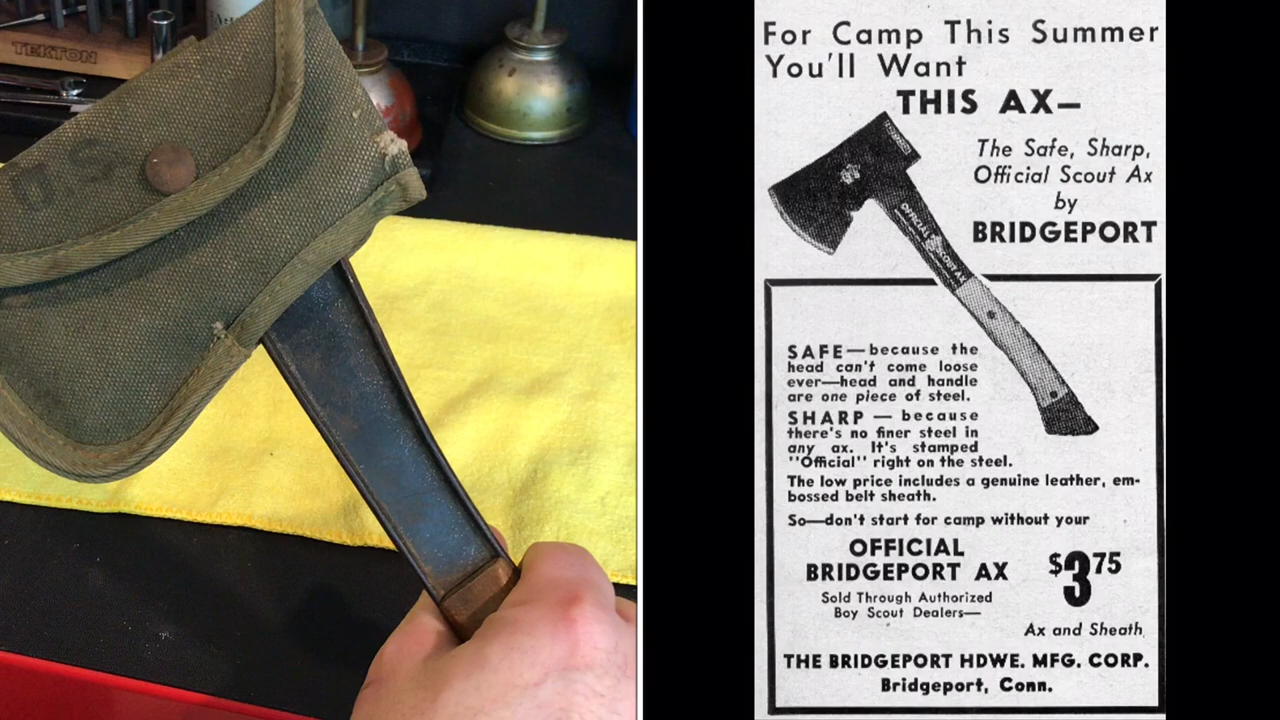 TEKTON
US
For Camp This Summer
You'll Want
THIS AX—
The Safe, Sharp,
Official Scout Ax
by
BRIDGEPORT
OFFICIAL SCOUT AX
SAFE—because the
head can't come loose
ever—head and handle
are one piece of steel.
SHARP — because
there's no finer steel in
any ax. It's stamped
"Official" right on the steel.
The low price includes a genuine leather, em-
bossed belt sheath.
So—don't start for camp without your
OFFICIAL
BRIDGEPORT AX
$3.75
Sold Through Authorized
Boy Scout Dealers—
Ax and Sheath
THE BRIDGEPORT HDWE. MFG. CORP.
Bridgeport, Conn.